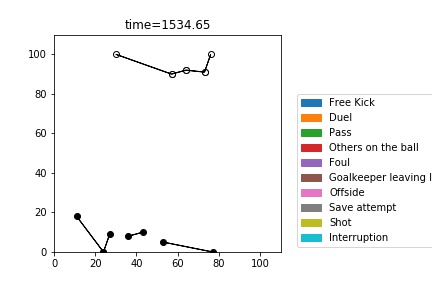 time=1534.65
100
80
60
40
20
0
0 20 40 60 80 100
Free Kick
Duel
Pass
Others on the ball
Foul
Goalkeeper leaving l
Offside
Save attempt
Shot
Interruption